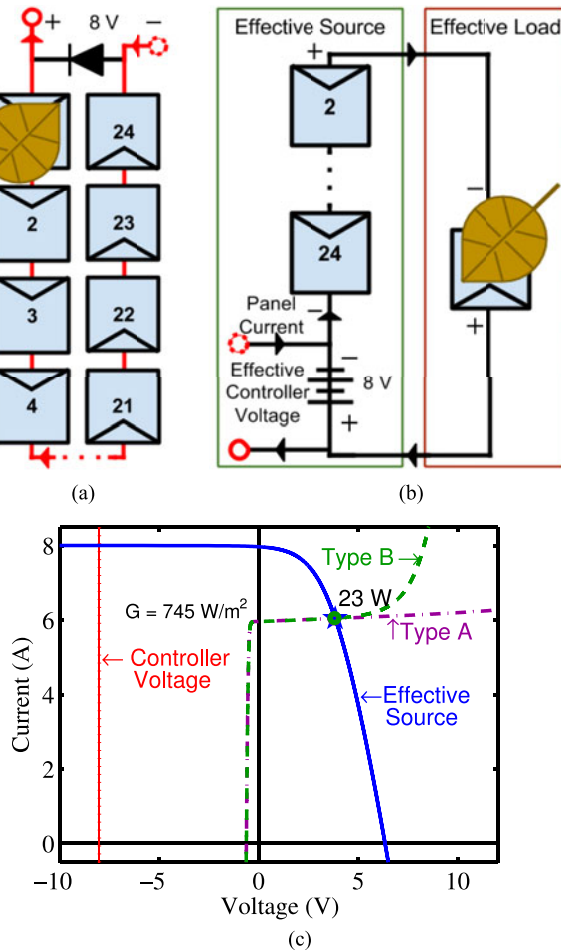 + 8 V −
24
2
23
3
22
4
21
(a)
Effective Source
Effective Load
+
2
−
24
Panel
Current
−
+
Effective
Controller
Voltage
−
8 V
+
(b)
8
6
4
2
0
Current (A)
Type B→
23 W
G = 745 W/m²
↑Type A
← Controller
Voltage
←Effective
Source
−10 −5 0 5 10
Voltage (V)
(c)